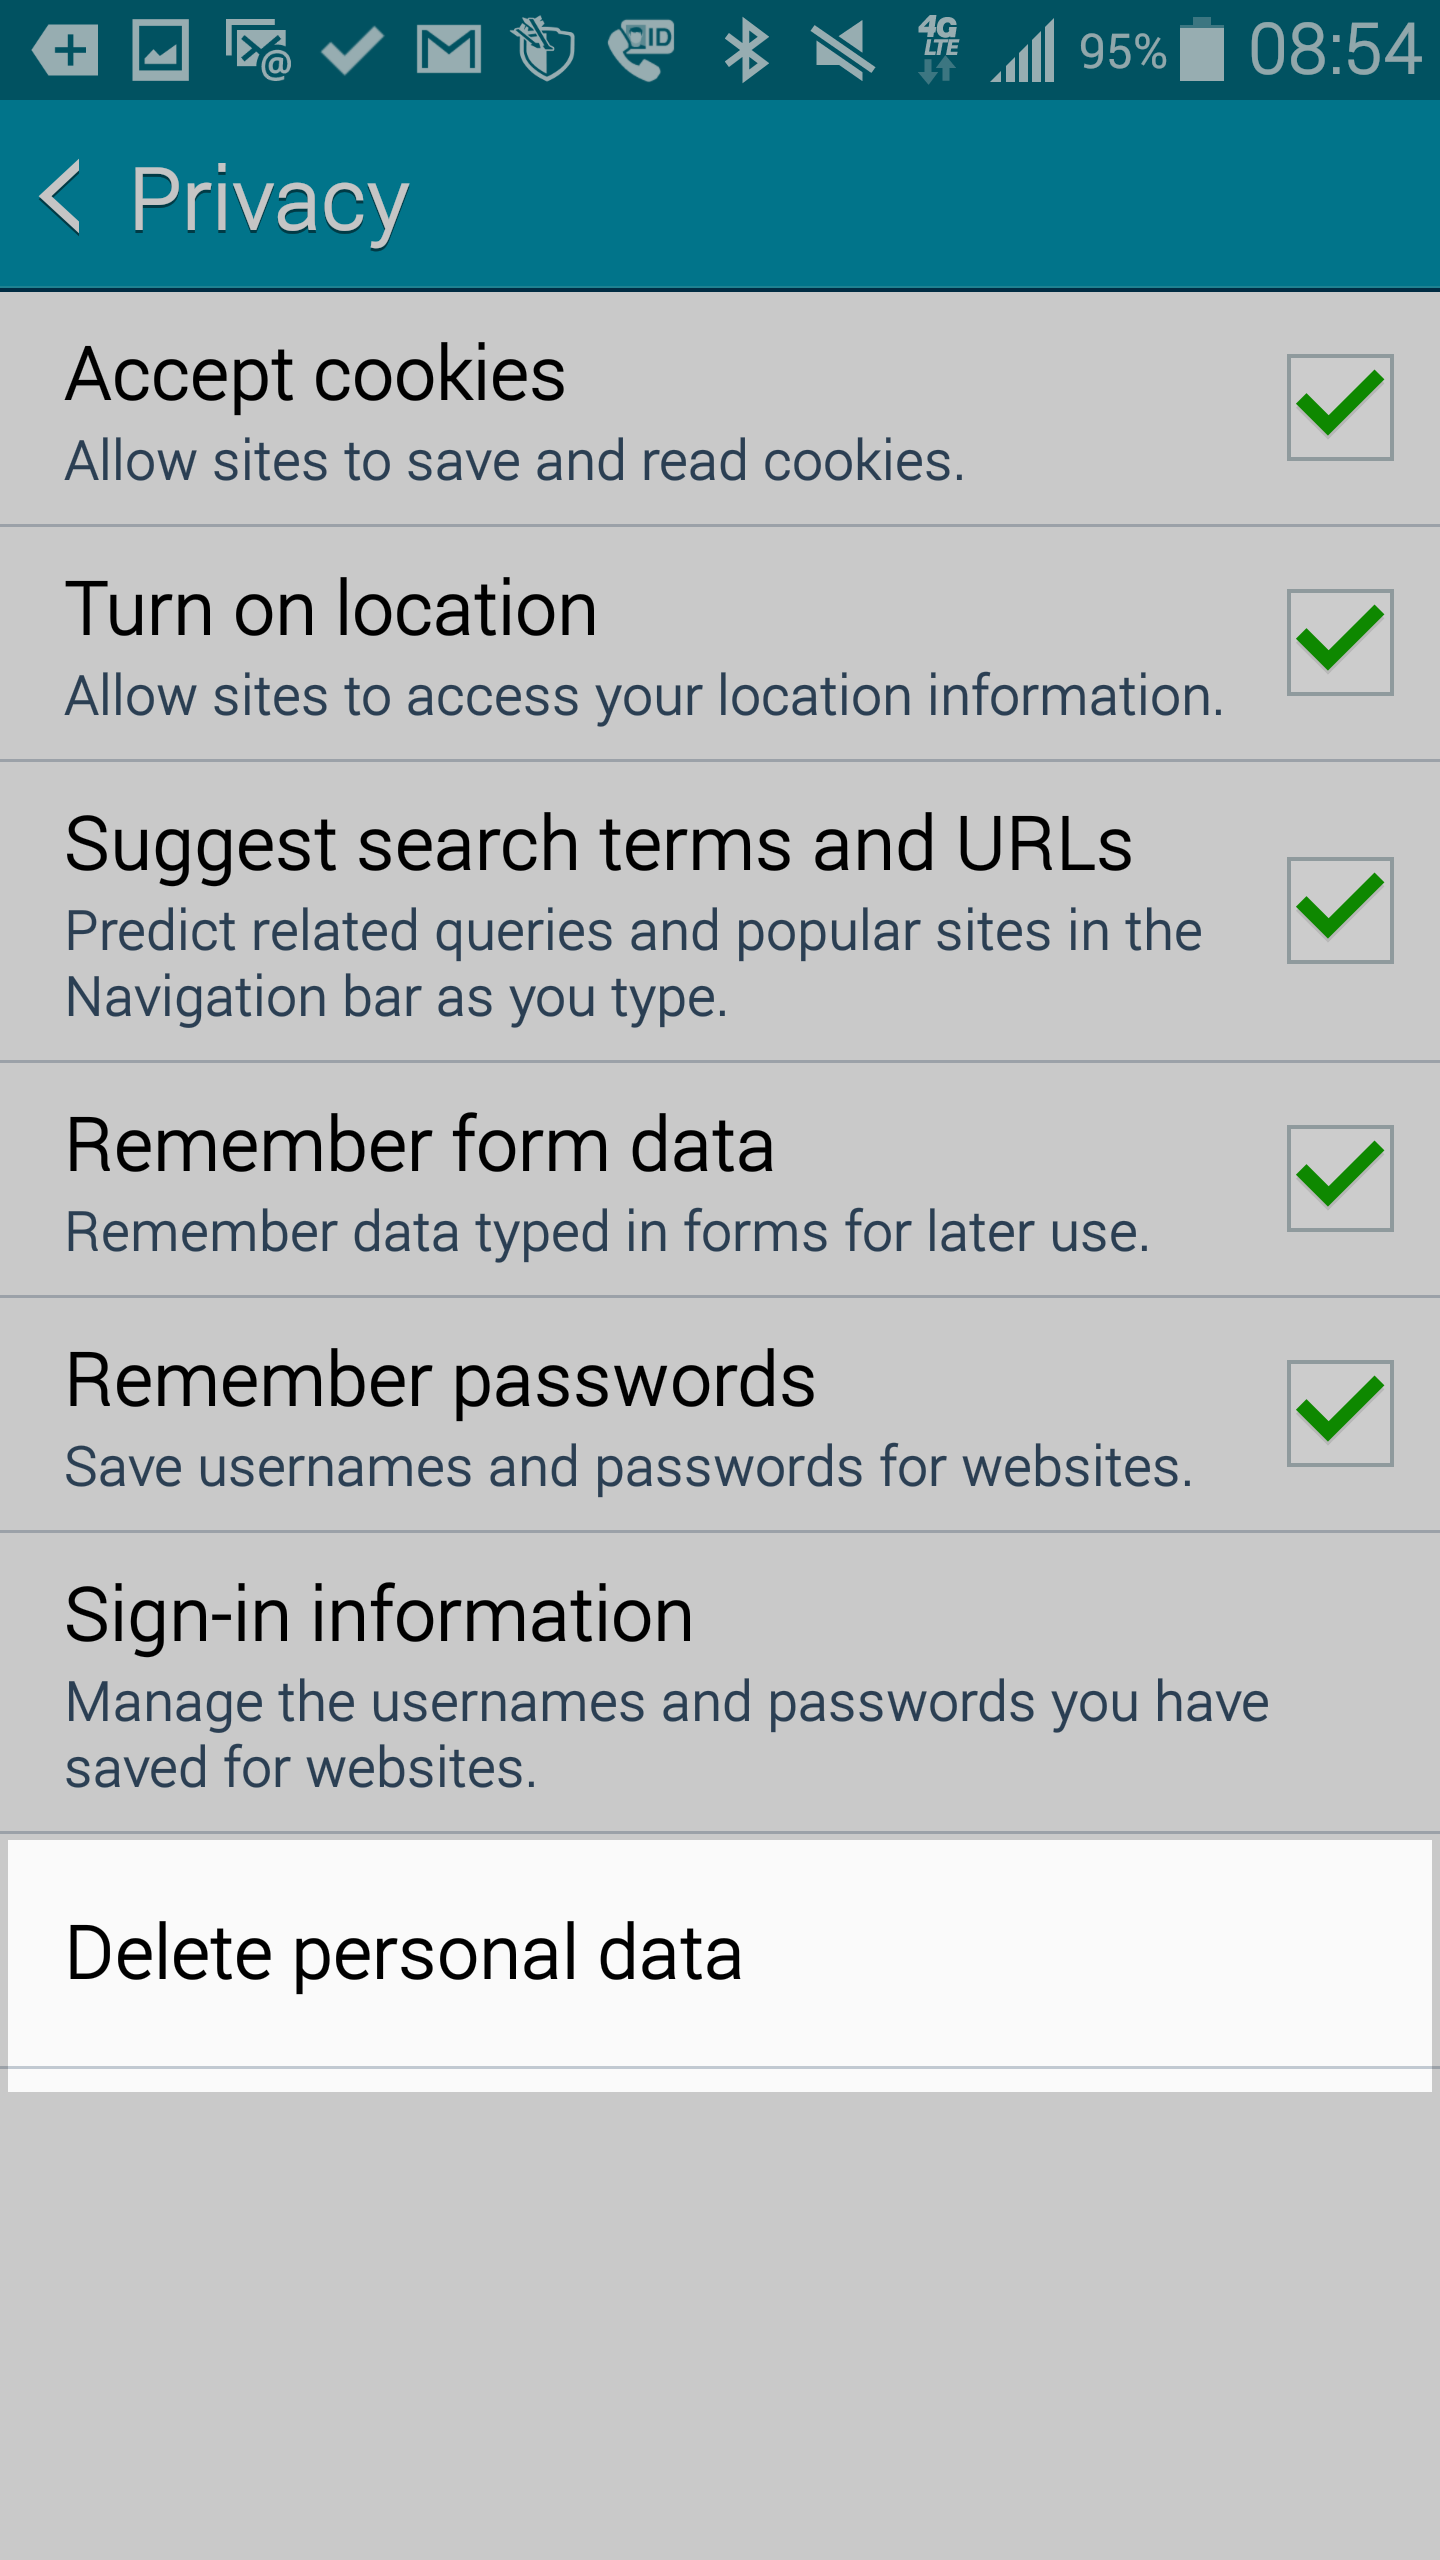 @ ID 4G LTE 95% 08:54
Privacy
Accept cookies
Allow sites to save and read cookies.
Turn on location
Allow sites to access your location information.
Suggest search terms and URLs
Predict related queries and popular sites in the
Navigation bar as you type.
Remember form data
Remember data typed in forms for later use.
Remember passwords
Save usernames and passwords for websites.
Sign-in information
Manage the usernames and passwords you have
saved for websites.
Delete personal data